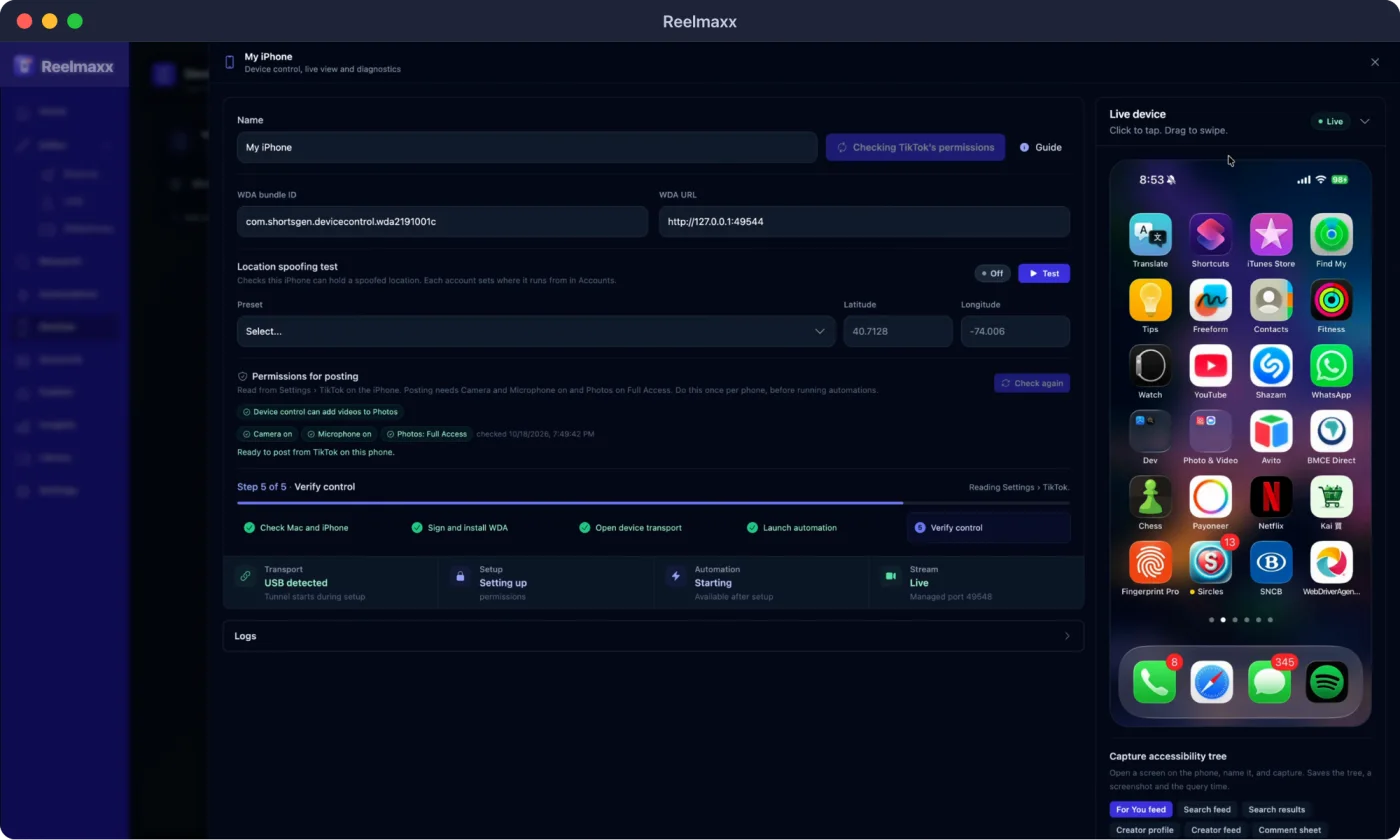 Reelmaxx
Reelmaxx
My iPhone
Device control, live view and diagnostics
Name
My iPhone
Checking TikTok's permissions
Guide
WDA bundle ID
WDA URL
com.shortsgen.devicecontrol.wda2191001c
http://127.0.0.1:49544
Location spoofing test
Checks this iPhone can hold a spoofed location. Each account sets where it runs from in Accounts.
Off
Test
Preset
Latitude
Longitude
Select...
40.7128
-74.006
Permissions for posting
Read from Settings › TikTok on the iPhone. Posting needs Camera and Microphone on and Photos on Full Access. Do this once per phone, before running automations.
Check again
Device control can add videos to Photos
Camera on
Microphone on
Photos: Full Access
checked 10/18/2026, 7:49:42 PM
Ready to post from TikTok on this phone.
Step 5 of 5 · Verify control
Reading Settings › TikTok.
Check Mac and iPhone
Sign and install WDA
Open device transport
Launch automation
5
Verify control
Transport
USB detected
Tunnel starts during setup
Setup
Setting up
permissions
Automation
Starting
Available after setup
Stream
Live
Managed port 49548
Logs
Live device
Click to tap. Drag to swipe.
Live
8:53
98+
Translate
Shortcuts
iTunes Store
Find My
Tips
Freeform
Contacts
Fitness
Watch
YouTube
Shazam
WhatsApp
Dev
Photo & Video
Avito
BMCE Direct
Chess
Payoneer
Netflix
Kai 買
13
Fingerprint Pro
Sircles
SNCB
WebDriverAgen...
8
345
Capture accessibility tree
Open a screen on the phone, name it, and capture. Saves the tree, a
screenshot and the query time.
For You feed
Search feed
Search results
Creator profile
Creator feed
Comment sheet